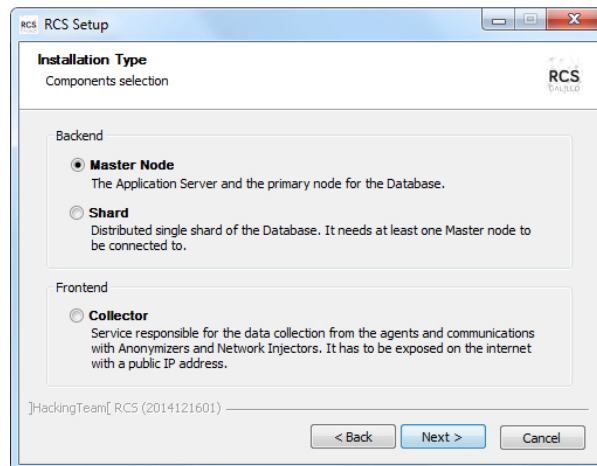 RCS RCS Setup
Installation Type
Components selection
RCS
GALILEO
Backend
Master Node
The Application Server and the primary node for the Database.
Shard
Distributed single shard of the Database. It needs at least one Master node to
be connected to.
Frontend
Collector
Service responsible for the data collection from the agents and communications
with Anonymizers and Network Injectors. It has to be exposed on the internet
with a public IP address.
]HackingTeam[ RCS (2014121601)
< Back Next > Cancel